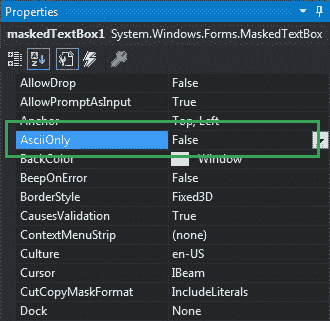 Properties
maskedTextBox1 System.Windows.Forms.MaskedTextBox
AllowDrop False
AllowPromptAsInput True
Anchor Top, Left
AsciiOnly False
BackColor Window
BeepOnError False
BorderStyle Fixed3D
CausesValidation True
ContextMenuStrip (none)
Culture en-US
Cursor IBeam
CutCopyMaskFormat IncludeLiterals
Dock None